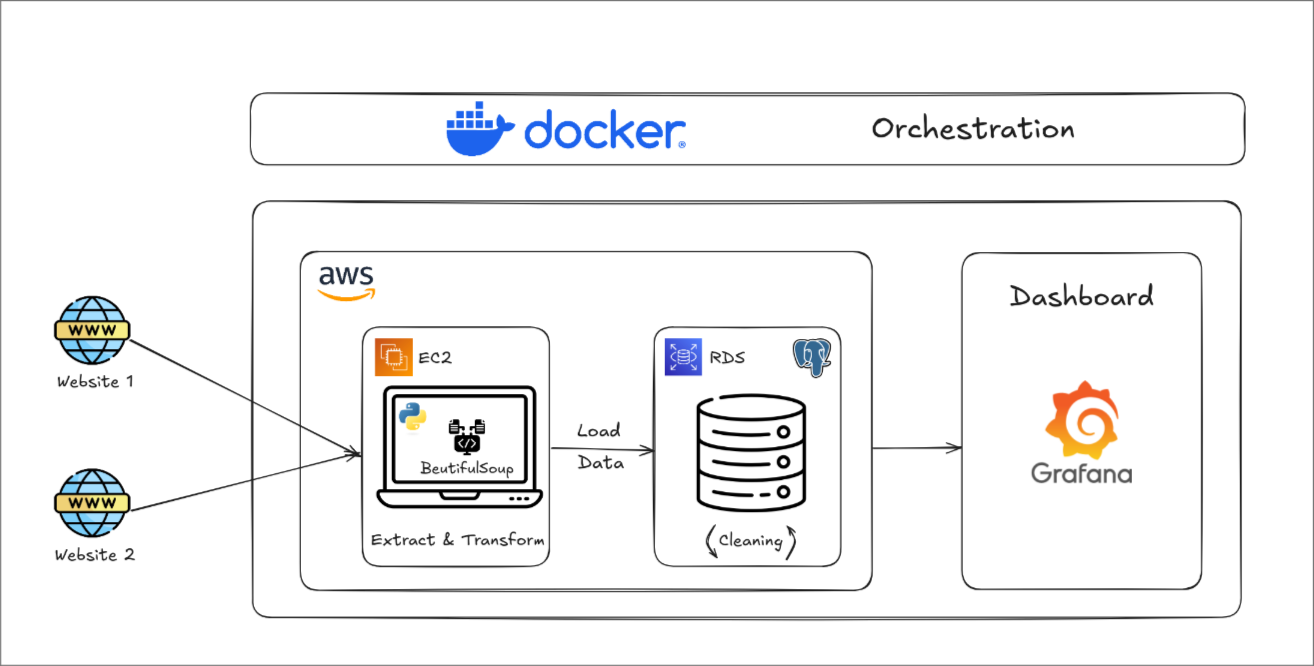 docker®
Orchestration
aws
Dashboard
WWW
Website 1
EC2
RDS
BeutifulSoup
Load
Data
Grafana
WWW
Website 2
Extract & Transform
Cleaning